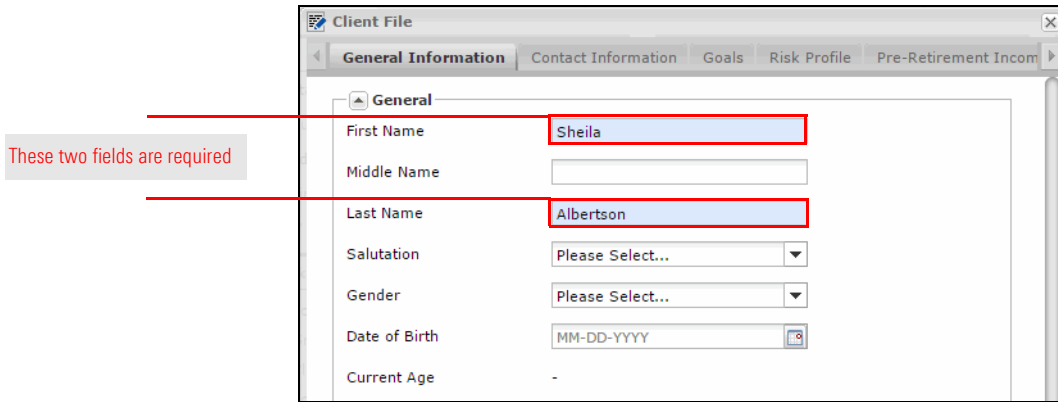 Client File
General Information Contact Information Goals Risk Profile Pre-Retirement Incom
General
First Name Sheila
These two fields are required
Middle Name
Last Name Albertson
Salutation Please Select...
Gender Please Select...
Date of Birth MM-DD-YYYY
Current Age -